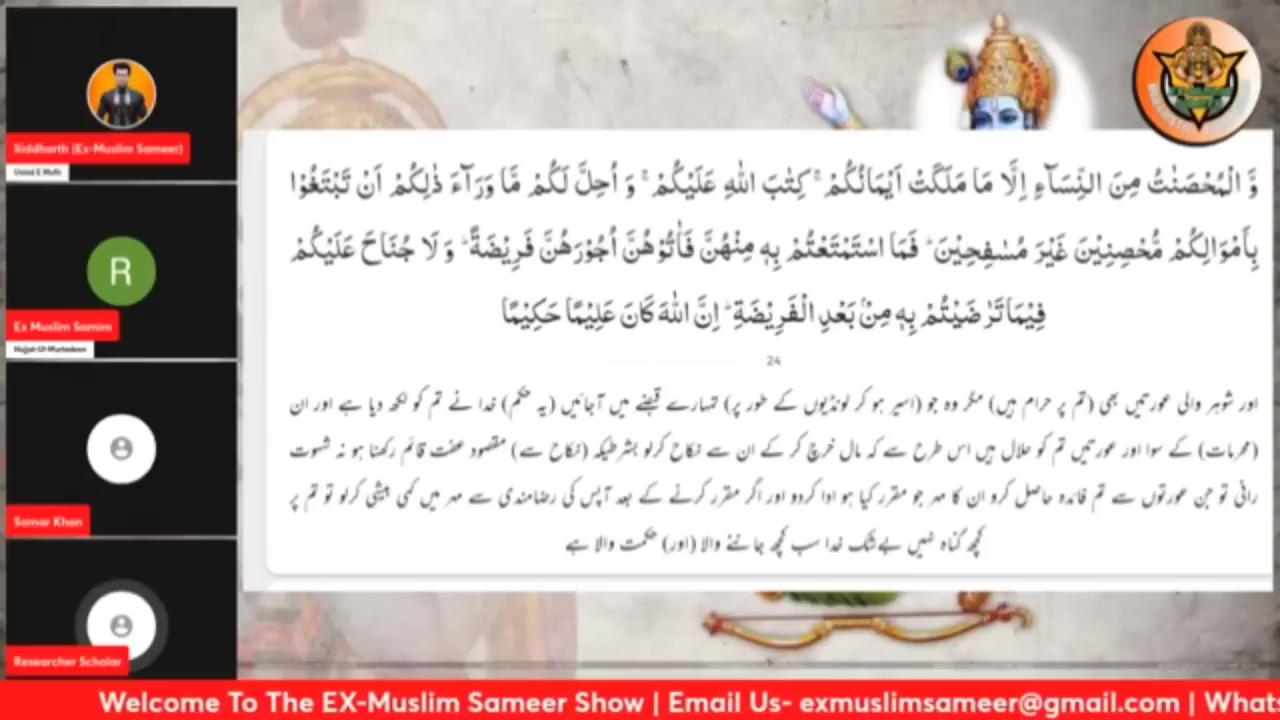 Siddharth (Ex-Muslim Sameer)
R
Ex Muslim Samim
Hujjat-Ul-Murtadeen
Samar Khan
Researcher Scholar
وَّ الْمُحْصَنٰتُ مِنَ النِّسَآءِ اِلَّا مَا مَلَكَتْ اَيْمَانُكُمْ ۚ كِتٰبَ اللّٰهِ عَلَيْكُمْ ۚ وَ اُحِلَّ لَكُمْ مَّا وَرَآءَ ذٰلِكُمْ اَنْ تَبْتَغُوْا
بِاَمْوَالِكُمْ مُّحْصِنِيْنَ غَيْرَ مُسٰفِحِيْنَ ؕ فَمَا اسْتَمْتَعْتُمْ بِهٖ مِنْهُنَّ فَاٰتُوْهُنَّ اُجُوْرَهُنَّ فَرِيْضَةً ؕ وَ لَا جُنَاحَ عَلَيْكُمْ
فِيْمَا تَرٰضَيْتُمْ بِهٖ مِنْۢ بَعْدِ الْفَرِيْضَةِ ؕ اِنَّ اللّٰهَ كَانَ عَلِيْمًا حَكِيْمًا
24
اور شوہر والی عورتیں بھی (تم پر حرام ہیں) مگر وہ جو (اسیر ہو کر لونڈیوں کے طور پر) تمہارے قبضے میں آجائیں (یہ حکم) خدا نے تم کو لکھ دیا ہے اور ان
(محرمات) کے سوا اور عورتیں تم کو حلال ہیں اس طرح سے کہ مال خرچ کر کے ان سے نکاح کرلو بشرطیکہ (نکاح سے) مقصود عفت قائم رکھنا ہو نہ شہوت
رانی تو جن عورتوں سے تم فائدہ حاصل کرو ان کا مہر جو مقرر کیا ہو ادا کردو اور اگر مقرر کرنے کے بعد آپس کی رضامندی سے مہر میں کمی بیشی کرلو تو تم پر
کچھ گناہ نہیں بےشک خدا سب کچھ جاننے والا (اور) حکمت والا ہے
Welcome To The EX-Muslim Sameer Show | Email Us- exmuslimsameer@gmail.com | Whats